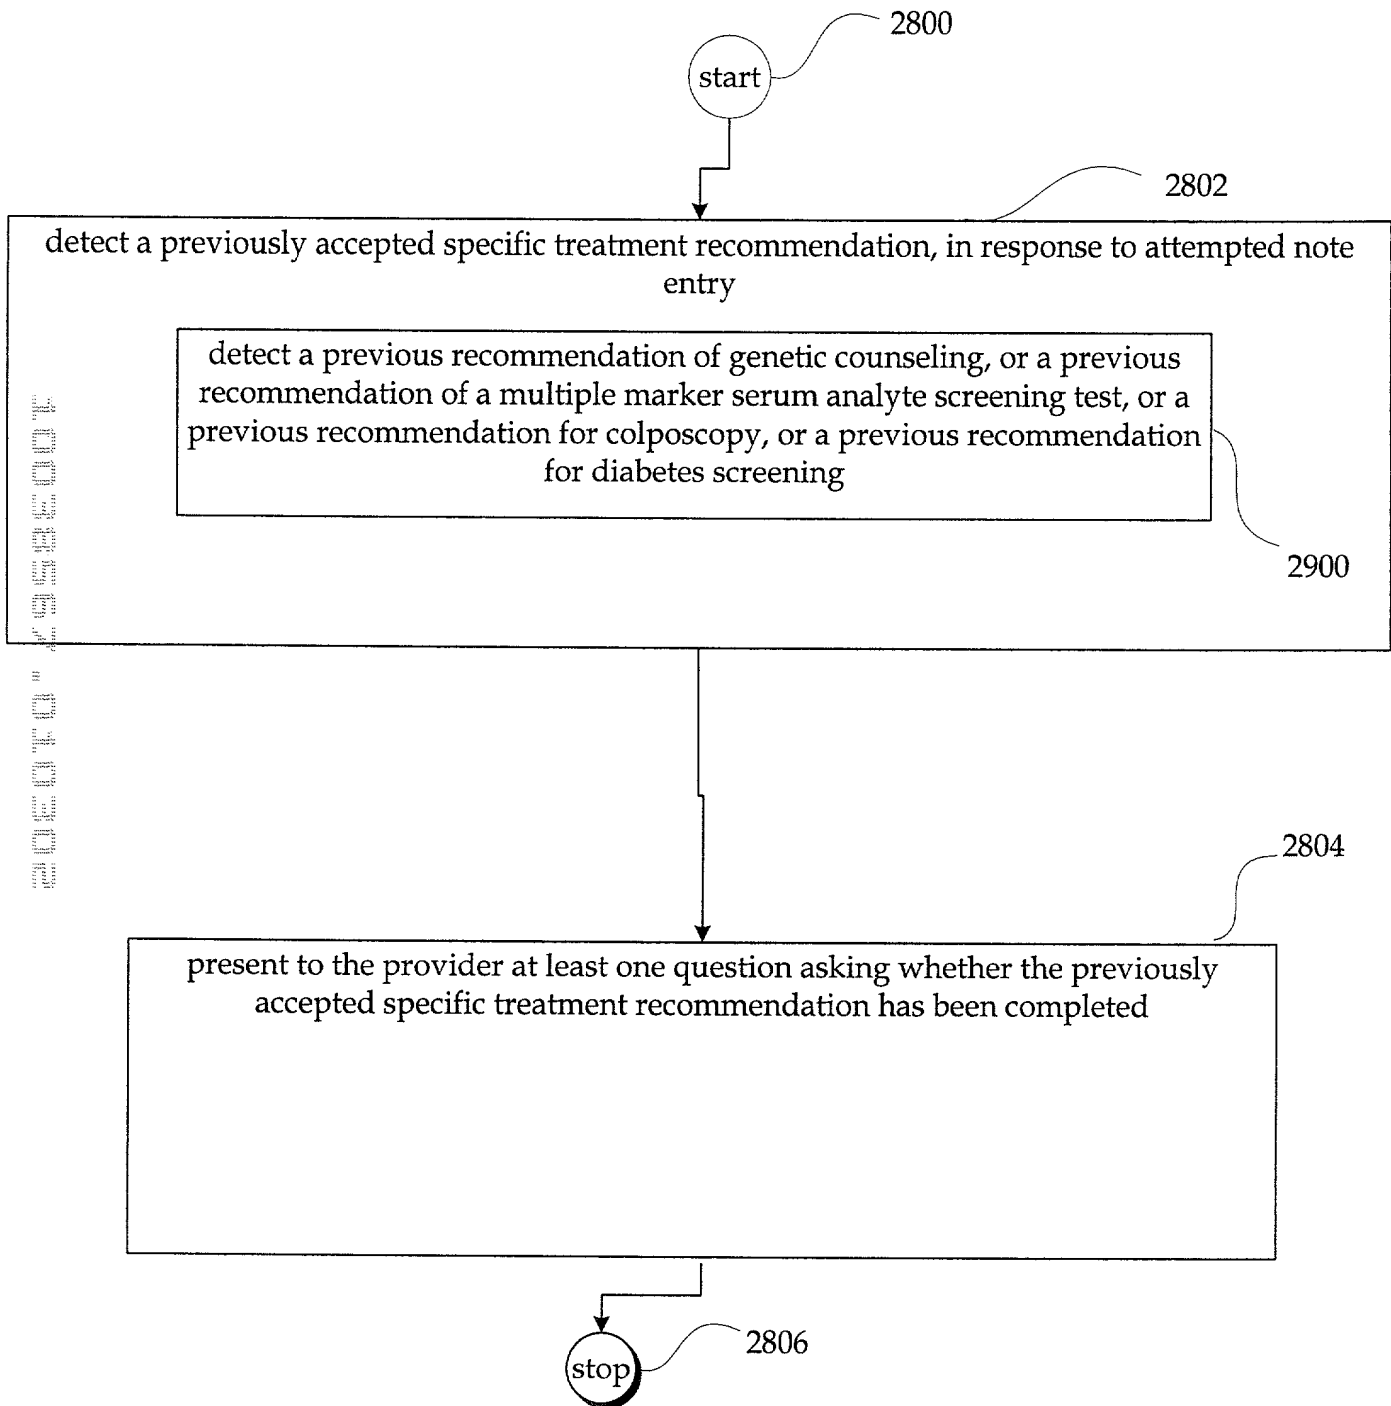 2800
start
2802
detect a previously accepted specific treatment recommendation, in response to attempted note
entry
detect a previous recommendation of genetic counseling, or a previous
recommendation of a multiple marker serum analyte screening test, or a
previous recommendation for colposcopy, or a previous recommendation
for diabetes screening
2900
2804
present to the provider at least one question asking whether the previously
accepted specific treatment recommendation has been completed
2806
stop